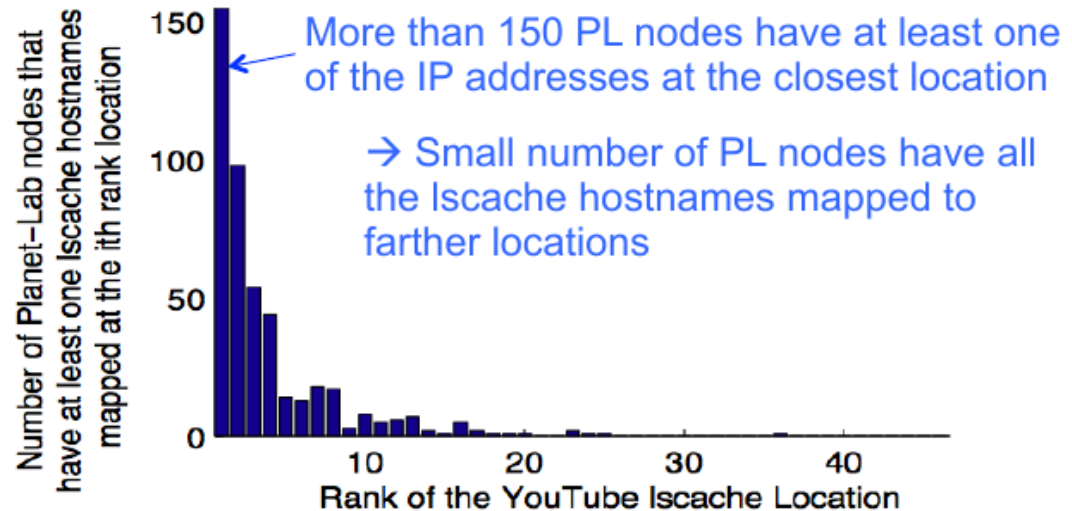 Number of Planet-Lab nodes that
have at least one lscache hostnames
mapped at the ith rank location
150
100
50
0
More than 150 PL nodes have at least one
of the IP addresses at the closest location
→ Small number of PL nodes have all
the lscache hostnames mapped to
farther locations
10 20 30 40
Rank of the YouTube lscache Location